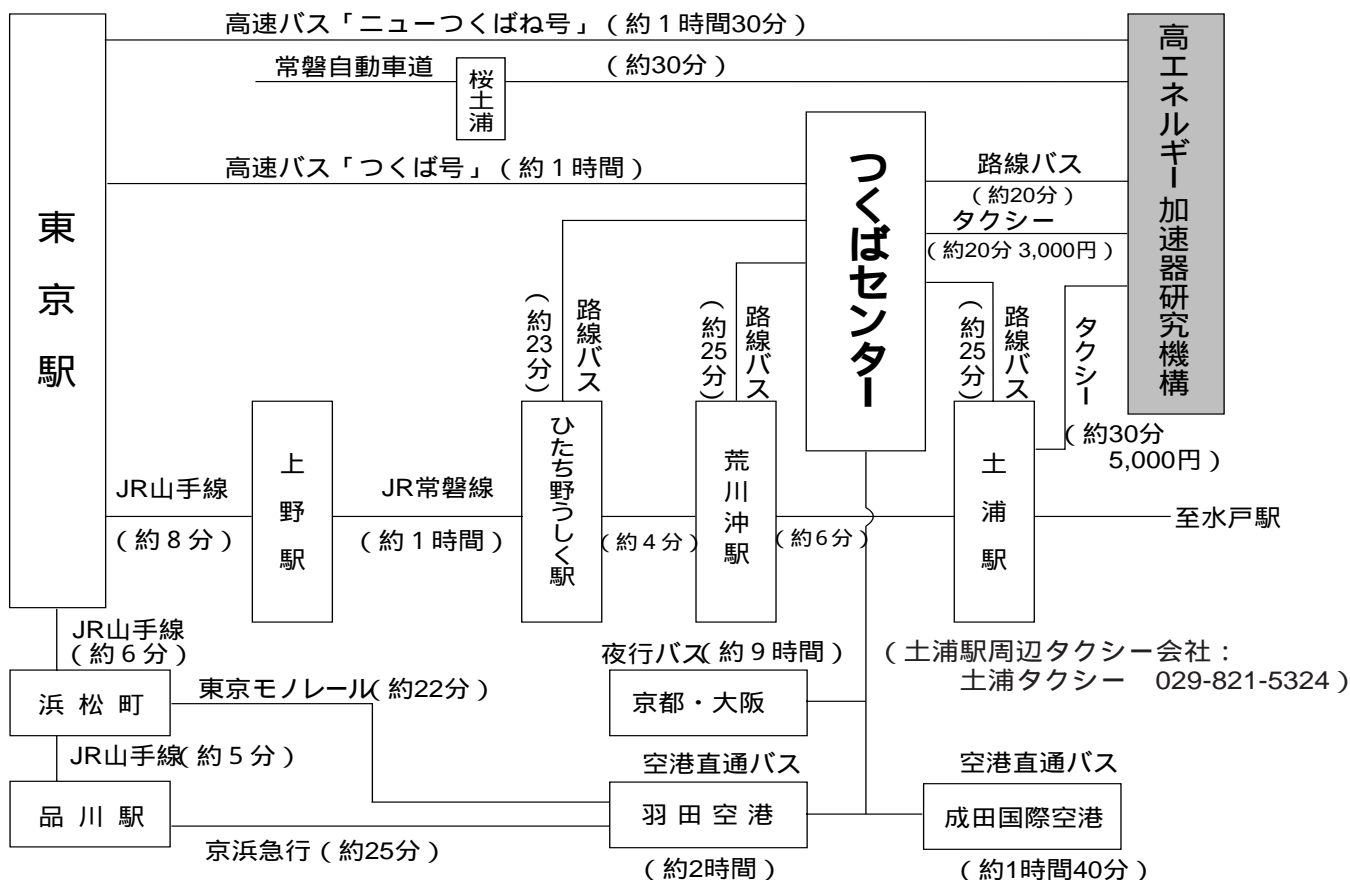 高速バス「ニューつくばね号」(約1時間30分)
常磐自動車道
桜土浦
(約30分)
高エネルギー加速器研究機構
高速バス「つくば号」(約1時間)
つくばセンター
路線バス
(約20分)
タクシー
(約20分 3,000円)
東京駅
(約23分)
路線バス
(約25分)
路線バス
(約25分)
路線バス
タクシー
(約30分
5,000円)
JR山手線
(約8分)
上野駅
JR常磐線
(約1時間)
ひたち野うしく駅
(約4分)
荒川沖駅
(約6分)
土浦駅
至水戸駅
JR山手線
(約6分)
浜松町
東京モノレール(約22分)
夜行バス(約9時間)
京都・大阪
(土浦駅周辺タクシー会社:
土浦タクシー 029-821-5324)
JR山手線(約5分)
品川駅
京浜急行(約25分)
空港直通バス
羽田空港
(約2時間)
空港直通バス
成田国際空港
(約1時間40分)